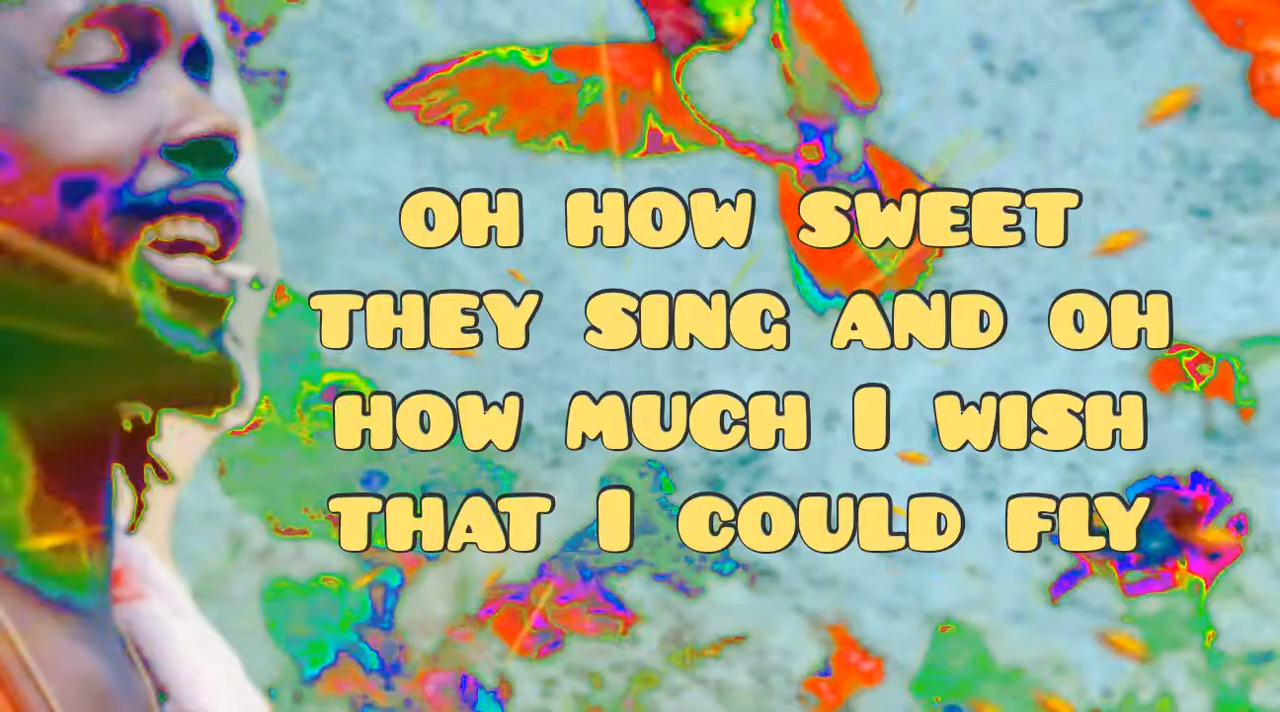 OH HOW SWEET
THEY SING AND OH
HOW MUCH I WISH
THAT I COULD FLY